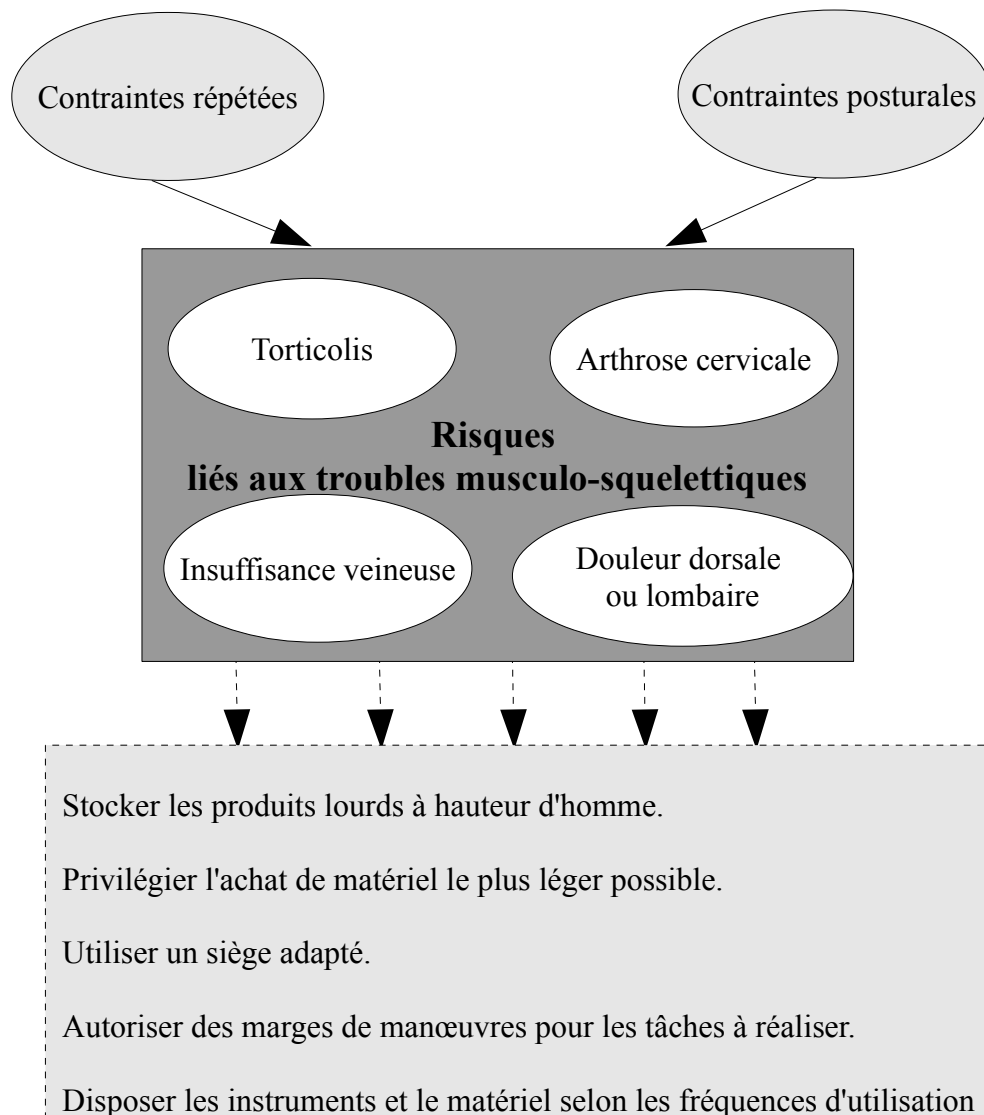 Contraintes répétées
Contraintes posturales
Torticolis
Arthrose cervicale
Risques
liés aux troubles musculo-squelettiques
Insuffisance veineuse
Douleur dorsale
ou lombaire
Stocker les produits lourds à hauteur d'homme.
Privilégier l'achat de matériel le plus léger possible.
Utiliser un siège adapté.
Autoriser des marges de manœuvres pour les tâches à réaliser.
Disposer les instruments et le matériel selon les fréquences d'utilisation